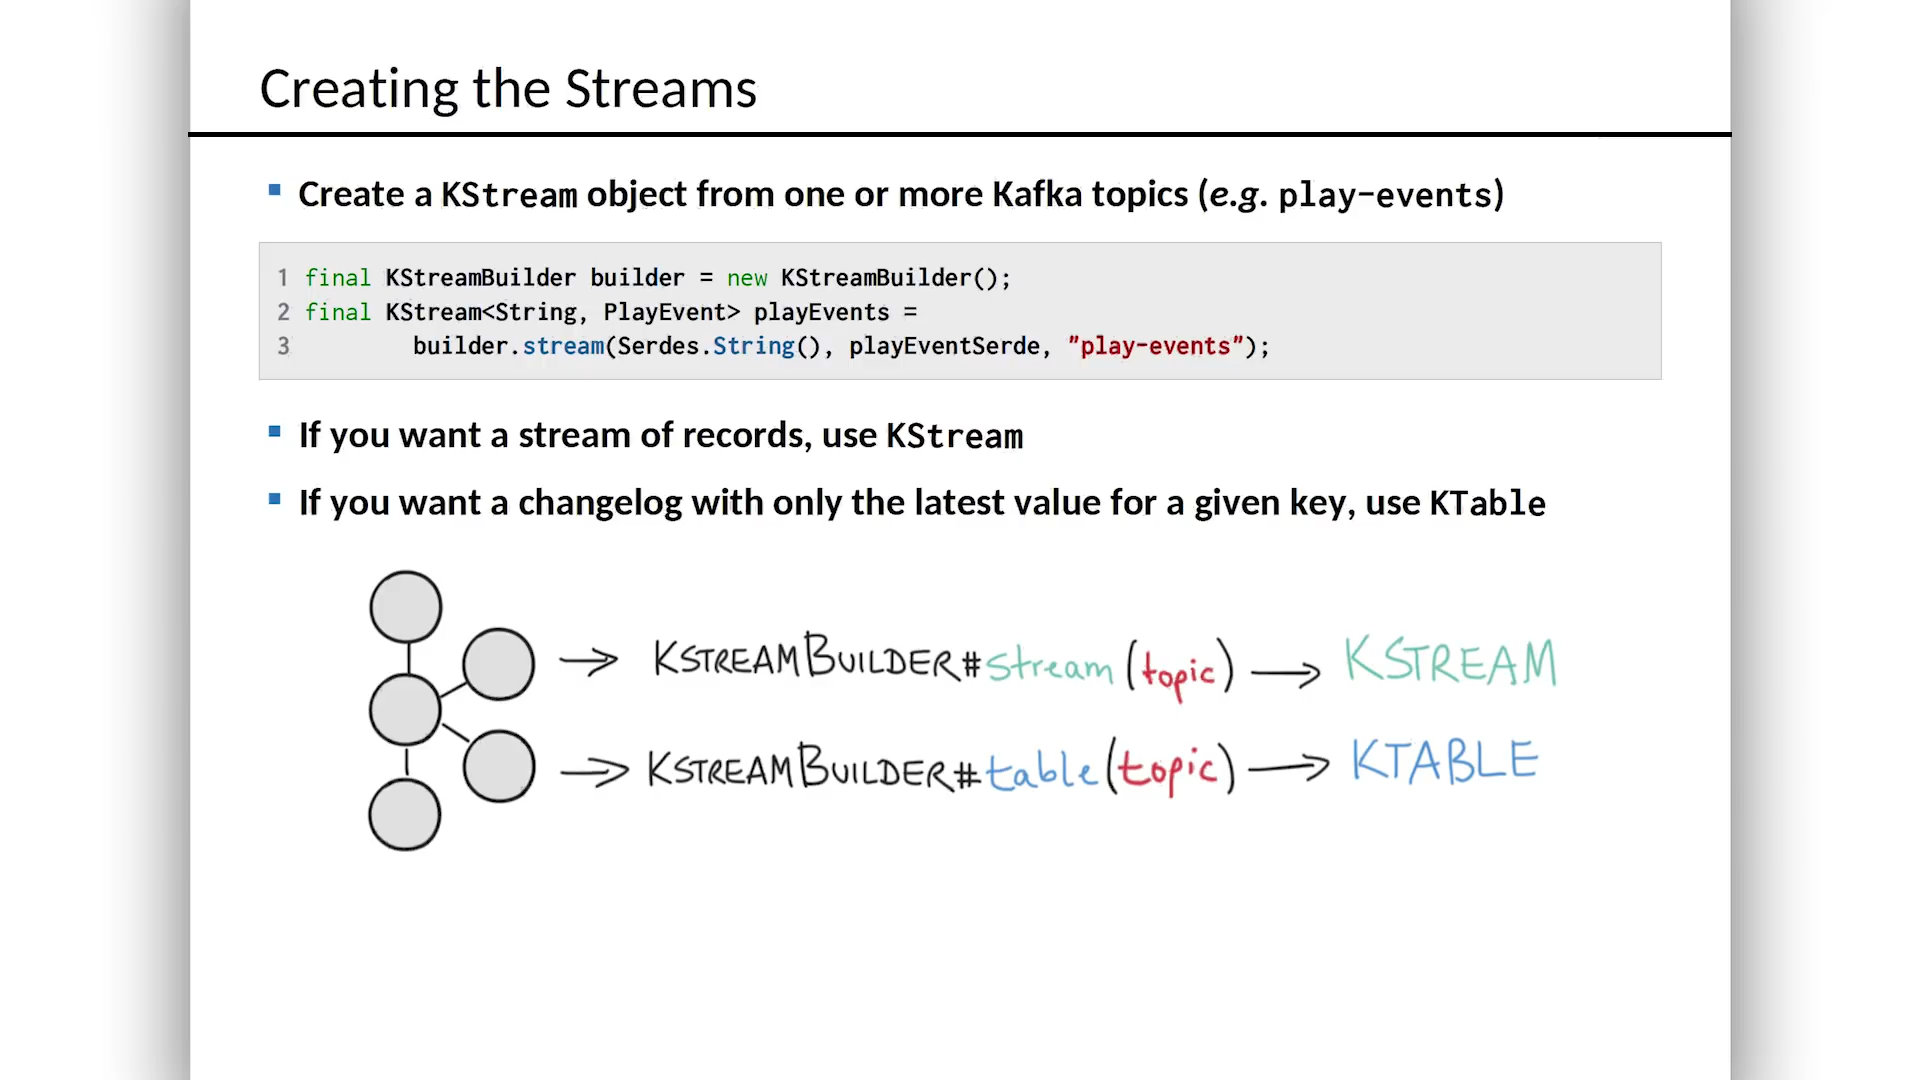 Creating the Streams
Create a KStream object from one or more Kafka topics (e.g. play-events)
1 final KStreamBuilder builder = new KStreamBuilder();
2 final KStream<String, PlayEvent> playEvents =
3 builder.stream(Serdes.String(), playEventSerde, "play-events");
If you want a stream of records, use KStream
If you want a changelog with only the latest value for a given key, use KTable
KSTREAMBUILDER#stream(topic) → KSTREAM
KSTREAMBUILDER#table(topic) → KTABLE